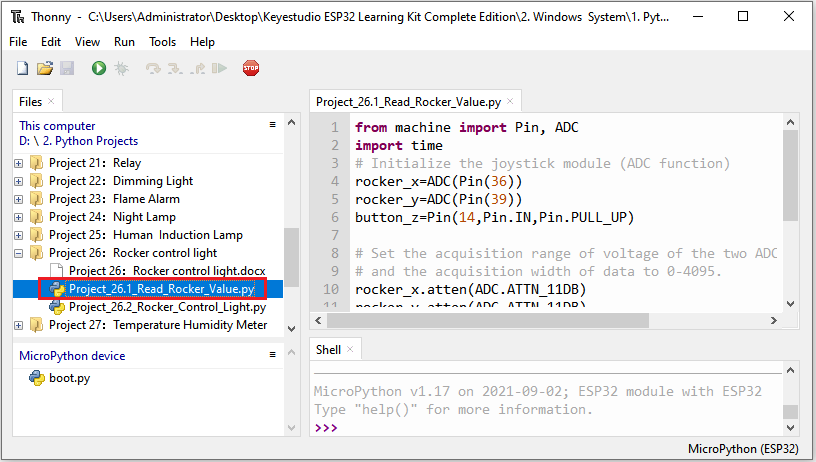 Thonny - C:\Users\Administrator\Desktop\Keyestudio ESP32 Learning Kit Complete Edition\2. Windows System\1. Pyt...
File Edit View Run Tools Help
STOP
Files ×
This computer
D: \ 2. Python Projects
Project 21：Relay
Project 22：Dimming Light
Project 23：Flame Alarm
Project 24：Night Lamp
Project 25：Human Induction Lamp
Project 26：Rocker control light
Project 26：Rocker control light.docx
Project_26.1_Read_Rocker_Value.py
Project_26.2_Rocker_Control_Light.py
Project 27：Temperature Humidity Meter
MicroPython device
boot.py
Project_26.1_Read_Rocker_Value.py ×
1 from machine import Pin, ADC
2 import time
3 # Initialize the joystick module (ADC function)
4 rocker_x=ADC(Pin(36))
5 rocker_y=ADC(Pin(39))
6 button_z=Pin(14,Pin.IN,Pin.PULL_UP)
7
8 # Set the acquisition range of voltage of the two ADC
9 # and the acquisition width of data to 0-4095.
10 rocker_x.atten(ADC.ATTN_11DB)
11 rocker_y.atten(ADC.ATTN_11DB)
Shell ×
MicroPython v1.17 on 2021-09-02; ESP32 module with ESP32
Type "help()" for more information.
>>>
MicroPython (ESP32)